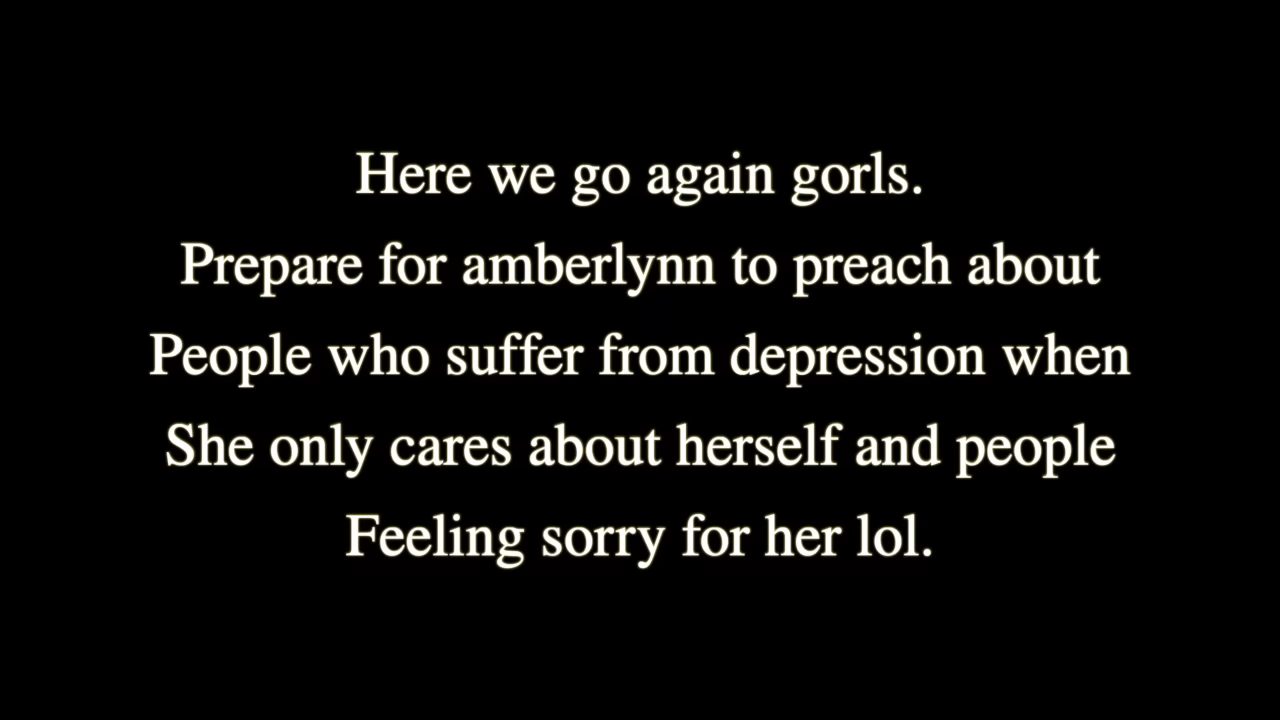 Here we go again gorls.
Prepare for amberlynn to preach about
People who suffer from depression when
She only cares about herself and people
Feeling sorry for her lol.